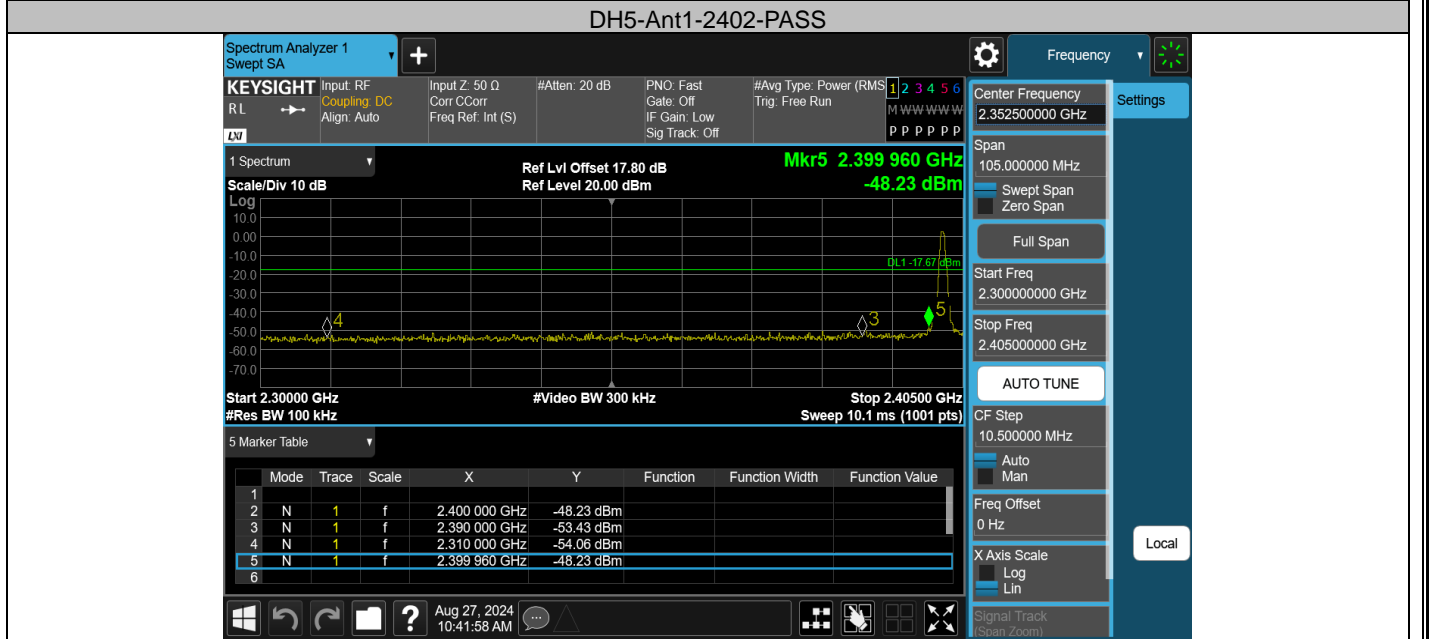 DH5-Ant1-2402-PASS
Spectrum Analyzer 1
Swept SA
+
Frequency
KEYSIGHT
RL
LXI
Input: RF
Coupling: DC
Align: Auto
Input Z: 50 Ω
Corr CCorr
Freq Ref: Int (S)
#Atten: 20 dB
PNO: Fast
Gate: Off
IF Gain: Low
Sig Track: Off
#Avg Type: Power (RMS
Trig: Free Run
1 2 3 4 5 6
M W W W W W
P P P P P P
1 Spectrum
Scale/Div 10 dB
Ref Lvl Offset 17.80 dB
Ref Level 20.00 dBm
Mkr5 2.399 960 GHz
-48.23 dBm
Log
10.0
0.00
-10.0
-20.0
-30.0
-40.0
-50.0
-60.0
-70.0
DL1 -17.67 dBm
4
3
5
Start 2.30000 GHz
#Video BW 300 kHz
Stop 2.40500 GHz
#Res BW 100 kHz
Sweep 10.1 ms (1001 pts)
5 Marker Table
Mode Trace Scale X Y Function Function Width Function Value
1
2 N 1 f 2.400 000 GHz -48.23 dBm
3 N 1 f 2.390 000 GHz -53.43 dBm
4 N 1 f 2.310 000 GHz -54.06 dBm
5 N 1 f 2.399 960 GHz -48.23 dBm
6
?
Aug 27, 2024
10:41:58 AM
Center Frequency
2.352500000 GHz
Settings
Span
105.000000 MHz
Swept Span
Zero Span
Full Span
Start Freq
2.300000000 GHz
Stop Freq
2.405000000 GHz
AUTO TUNE
CF Step
10.500000 MHz
Auto
Man
Freq Offset
0 Hz
X Axis Scale
Log
Lin
Local
Signal Track
(Span Zoom)